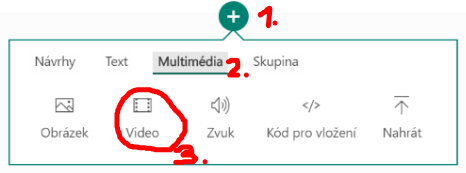 1.
Návrhy Text Multimédia 2. Skupina
Obrázek Video Zvuk Kód pro vložení Nahrát
3.